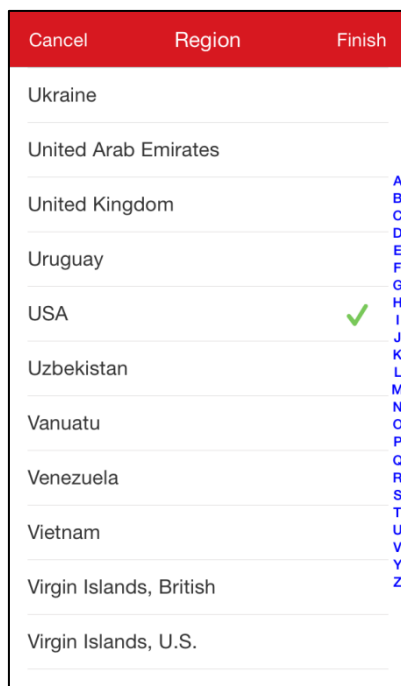 Cancel Region Finish
Ukraine
United Arab Emirates
United Kingdom
Uruguay
USA
Uzbekistan
Vanuatu
Venezuela
Vietnam
Virgin Islands, British
Virgin Islands, U.S.
A
B
C
D
E
F
G
H
I
J
K
L
M
N
O
P
Q
R
S
T
U
V
Y
Z